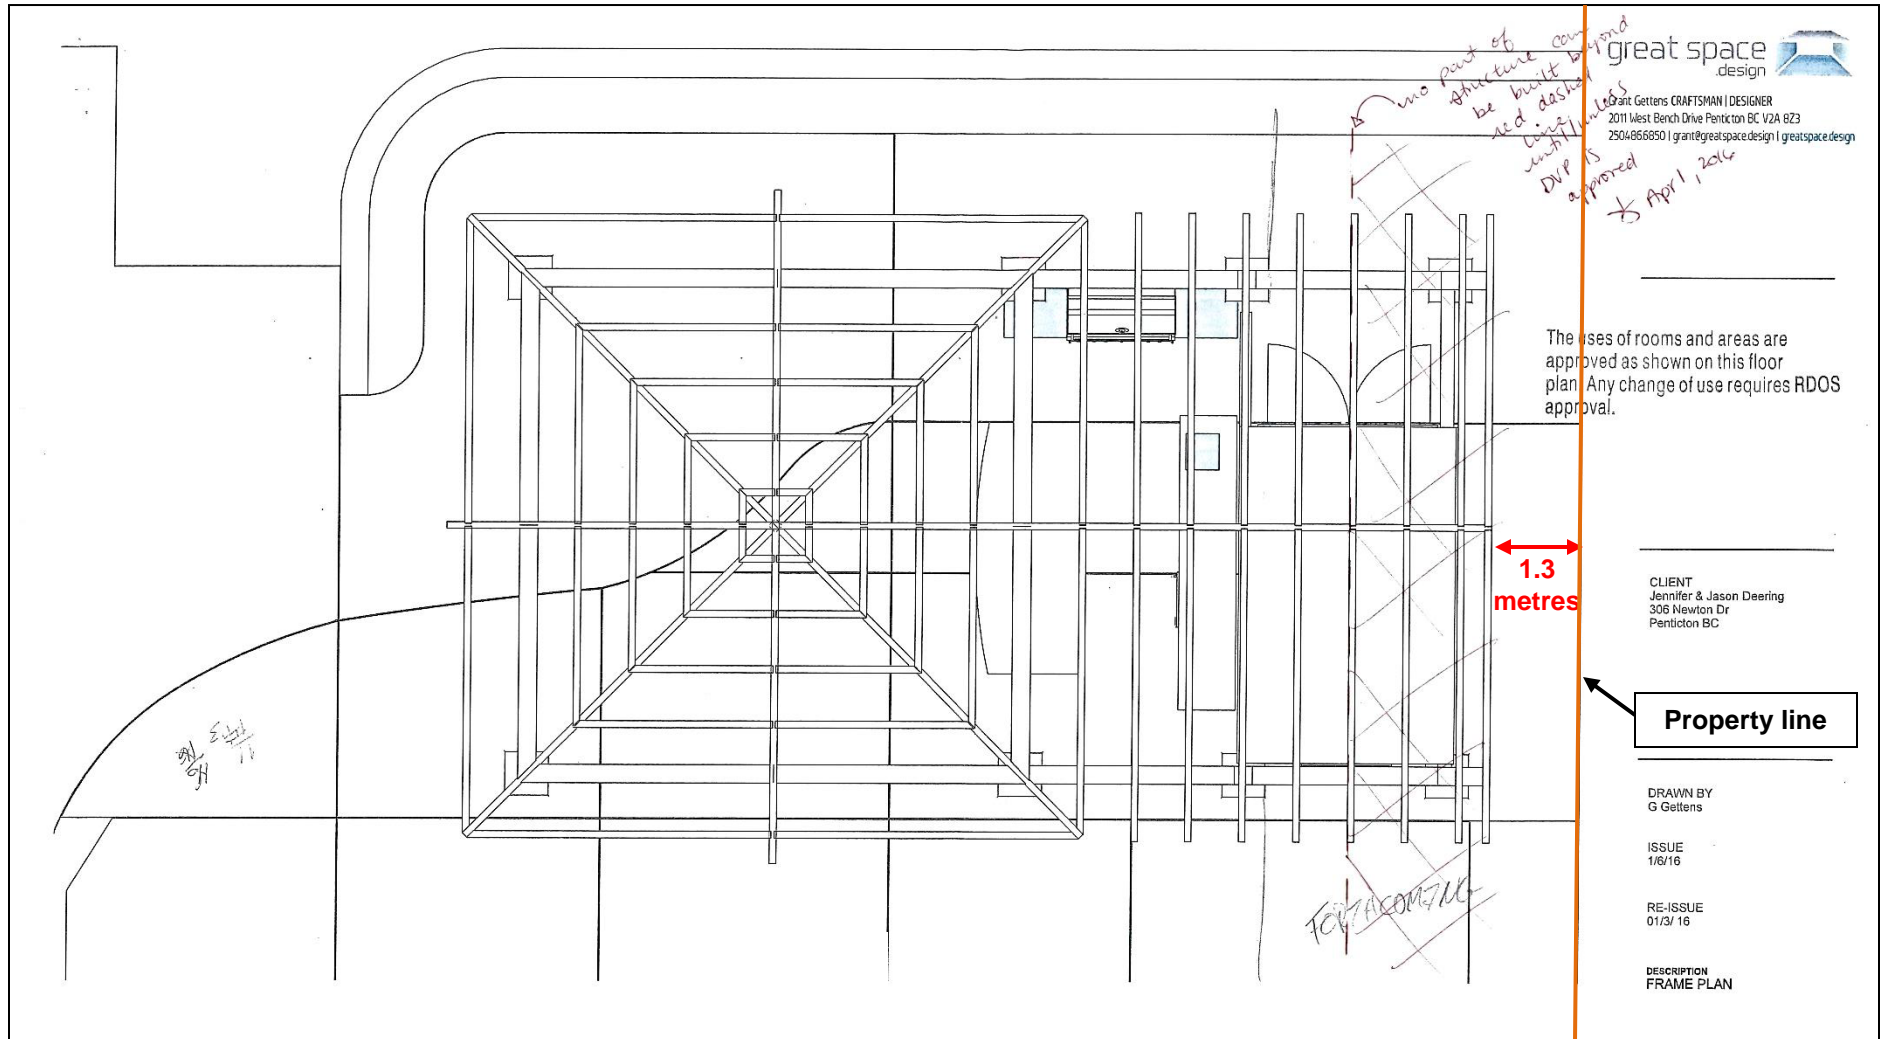 no part of
structure can
be built beyond
red dashed
line
until/unless
DVP is
approved
Apr 1, 2016
great space
.design
Grant Gettens CRAFTSMAN | DESIGNER
2011 West Bench Drive Penticton BC V2A 8Z3
250.486.6850 | grant@greatspace.design | greatspace.design
The uses of rooms and areas are
approved as shown on this floor
plan. Any change of use requires RDOS
approval.
1.3
metres
CLIENT
Jennifer & Jason Deering
306 Newton Dr
Penticton BC
Property line
DRAWN BY
G Gettens
ISSUE
1/6/16
RE-ISSUE
01/3/ 16
DESCRIPTION
FRAME PLAN